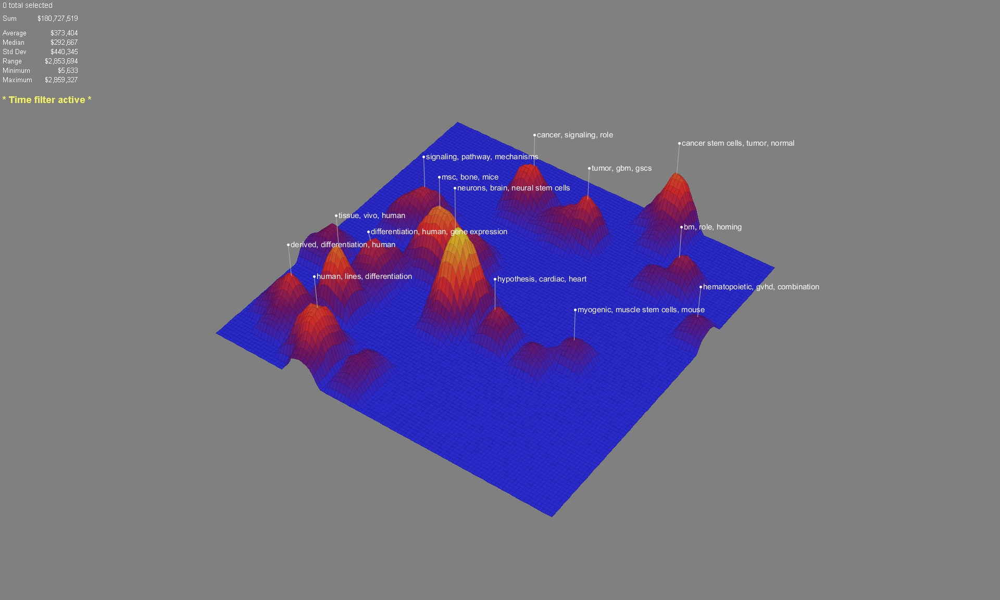 0 total selected
Sum $180,727,519
Average $373,404
Median $292,667
Std Dev $440,345
Range $2,853,694
Minimum $5,633
Maximum $2,859,327
* Time filter active *
cancer, signaling, role
cancer stem cells, tumor, normal
signaling, pathway, mechanisms
tumor, gbm, gscs
msc, bone, mice
neurons, brain, neural stem cells
tissue, vivo, human
bm, role, homing
differentiation, human, gene expression
derived, differentiation, human
human, lines, differentiation
hypothesis, cardiac, heart
hematopoietic, gvhd, combination
myogenic, muscle stem cells, mouse